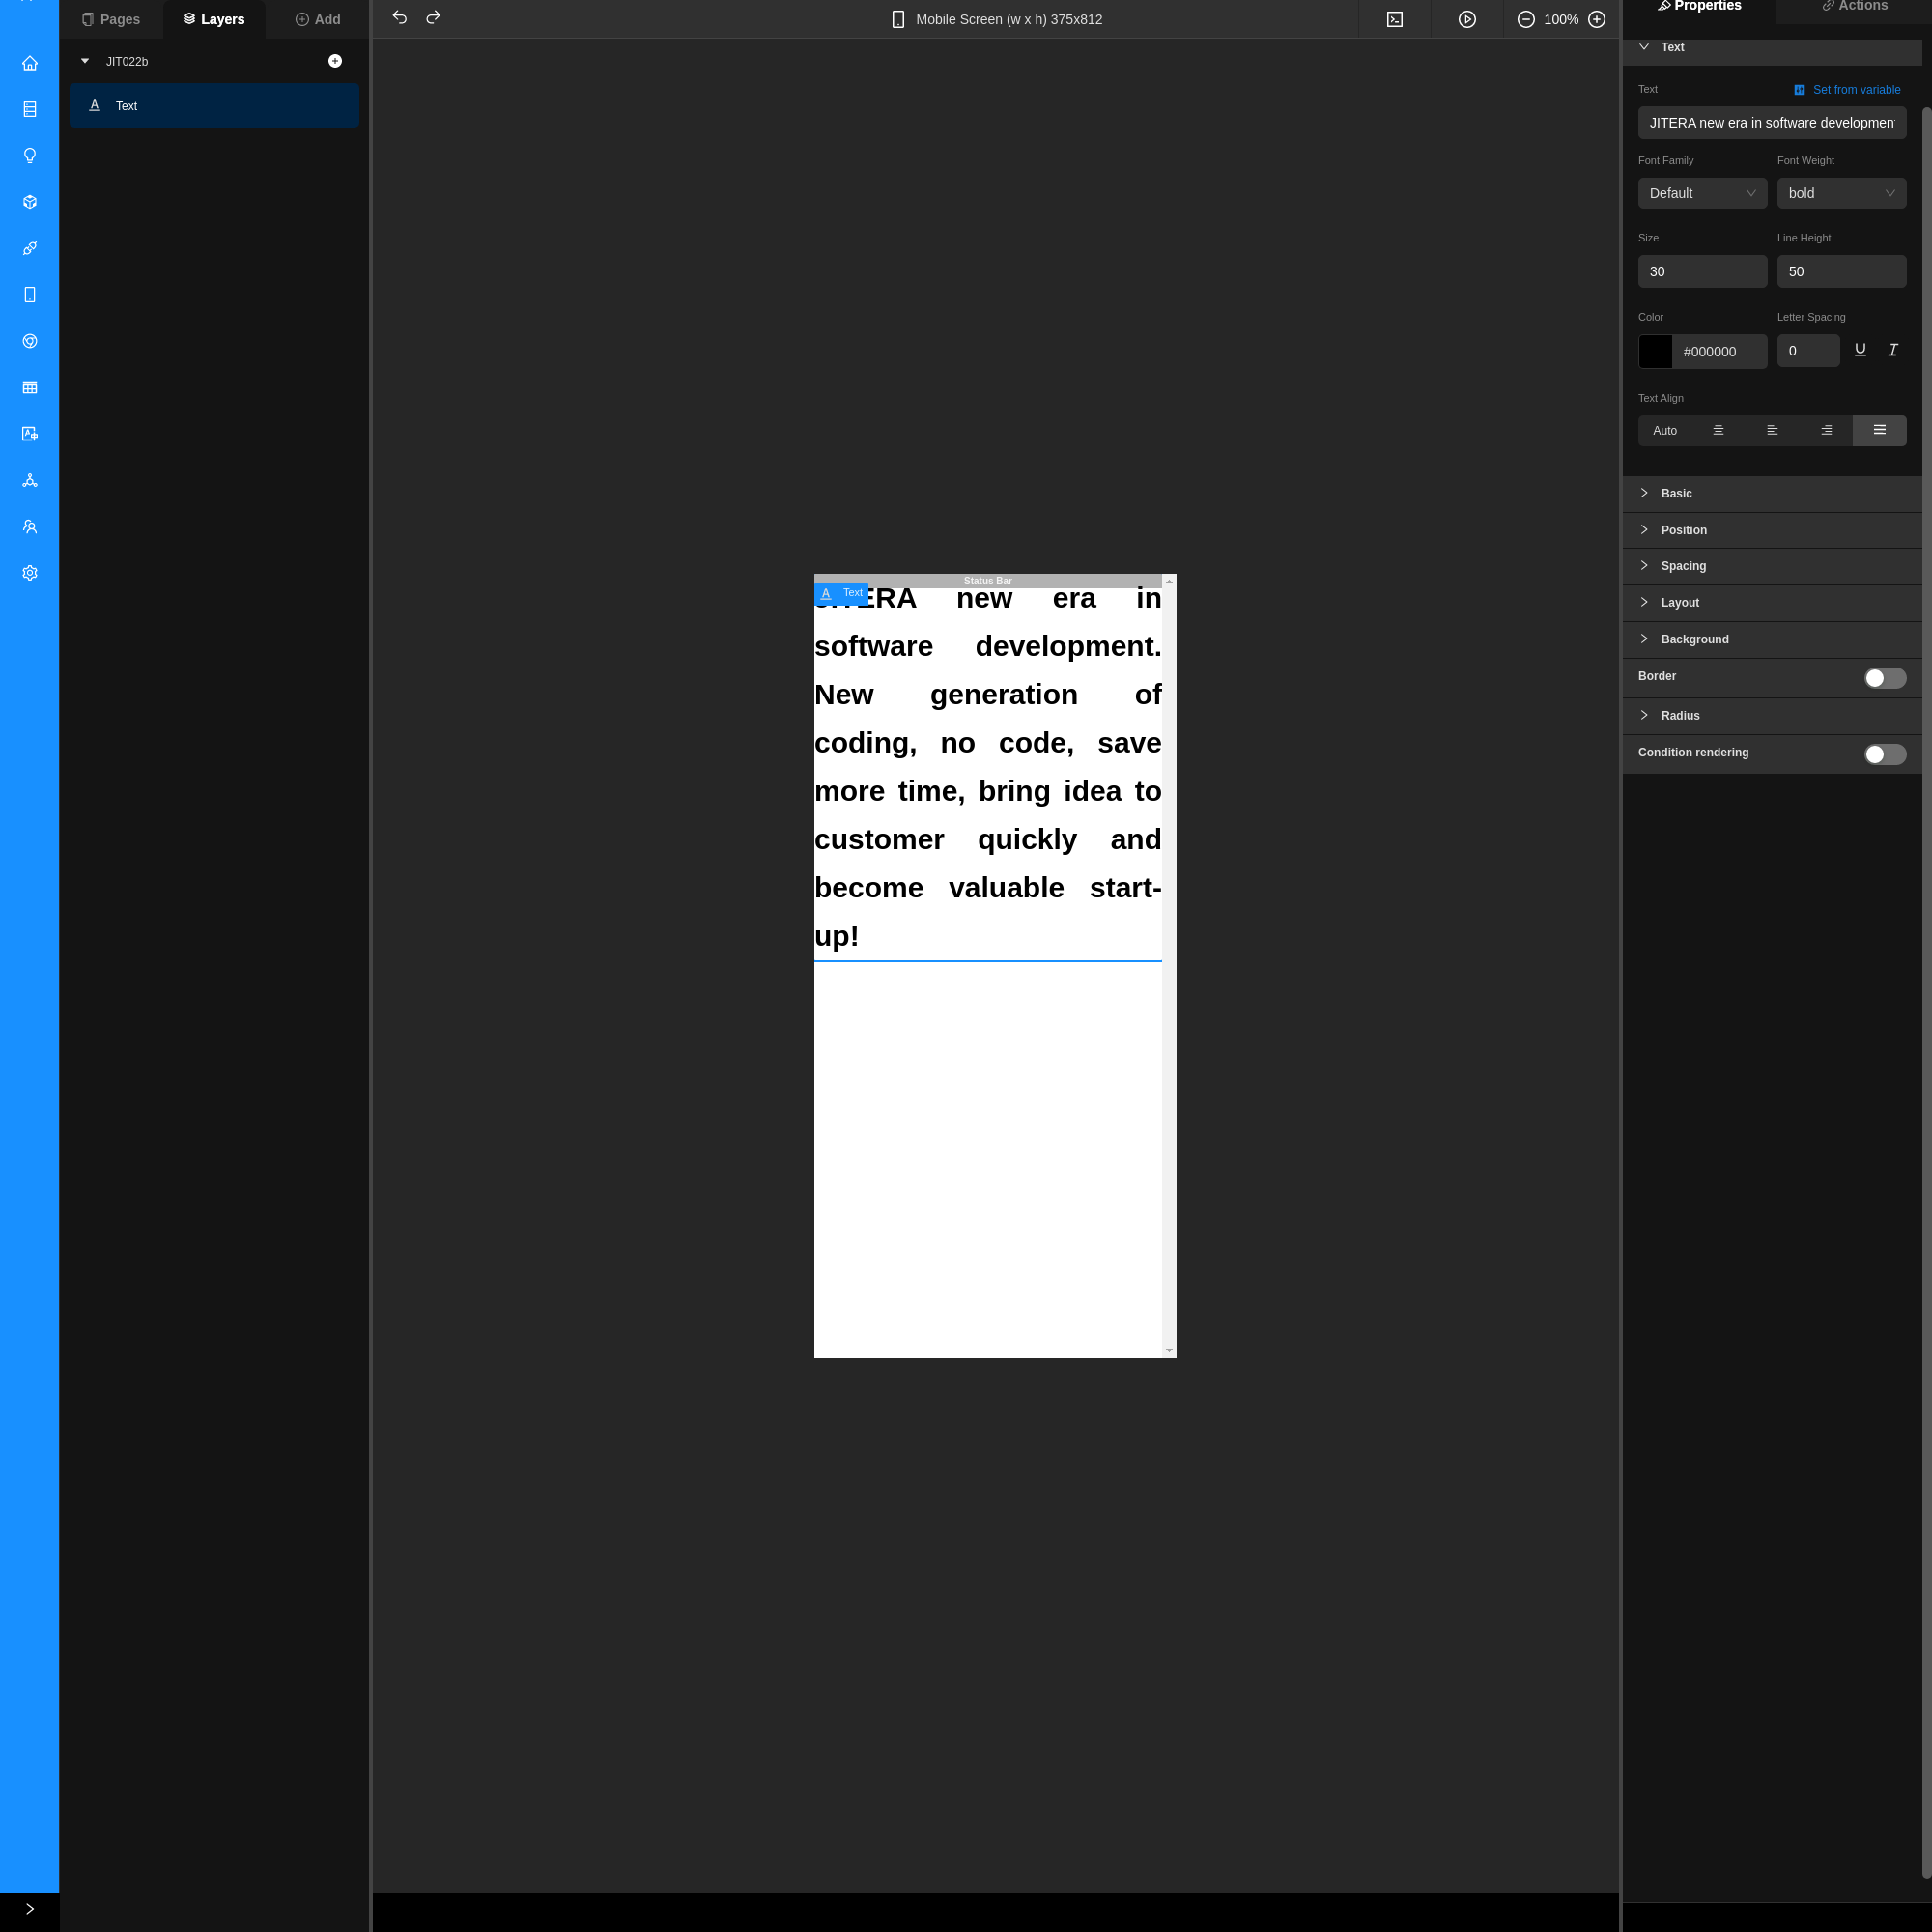 Pages
Layers
Add
Mobile Screen (w x h) 375x812
100%
Properties
Actions
JIT022b
Text
Status Bar
Text
ERA new era in
software development.
New generation of
coding, no code, save
more time, bring idea to
customer quickly and
become valuable start-
up!
Text
Text
Set from variable
JITERA new era in software developmen
Font Family
Font Weight
Default
bold
Size
Line Height
30
50
Color
Letter Spacing
#000000
0
Text Align
Auto
Basic
Position
Spacing
Layout
Background
Border
Radius
Condition rendering